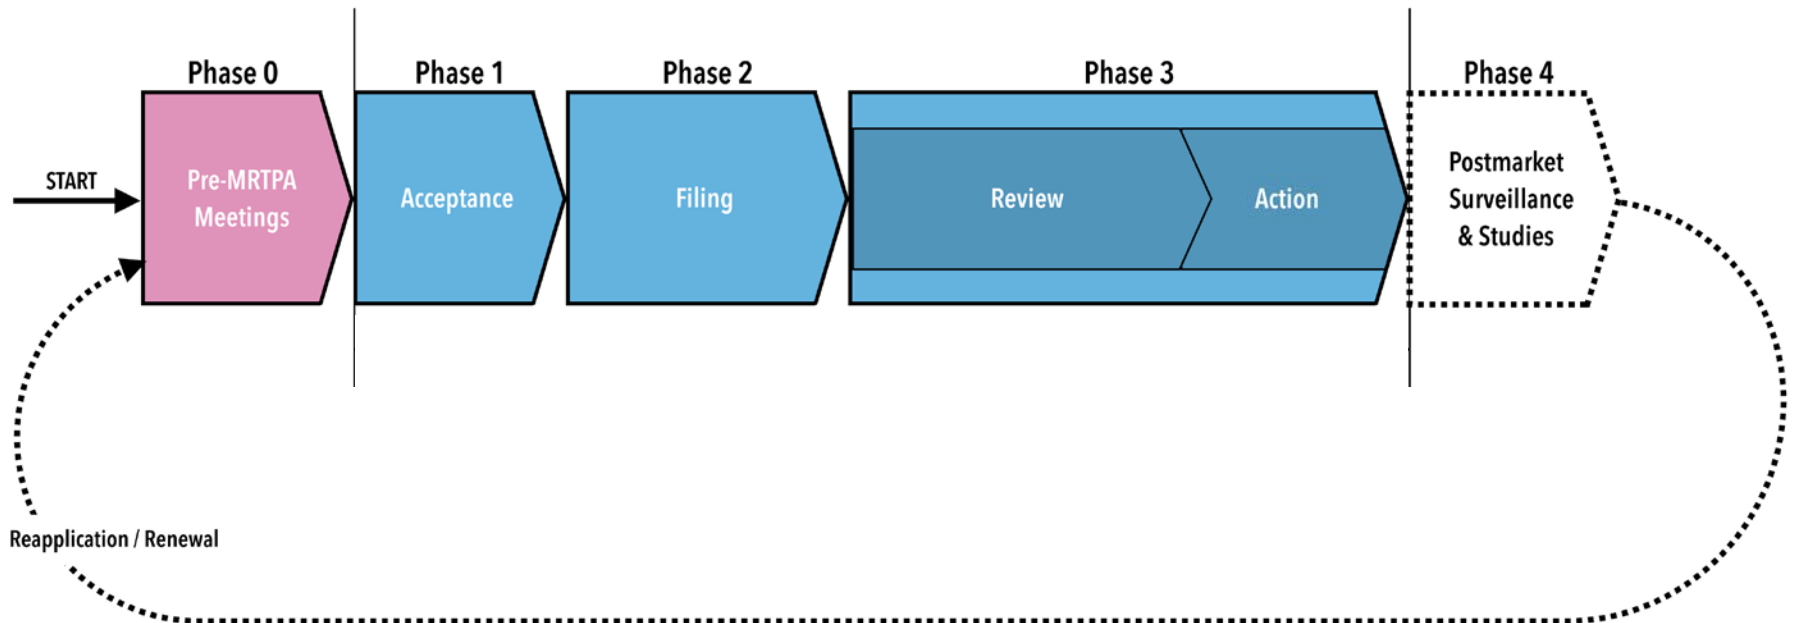 Phase 0
Phase 1
Phase 2
Phase 3
Phase 4
START
Pre-MRTPA
Meetings
Acceptance
Filing
Review
Action
Postmarket
Surveillance
& Studies
Reapplication / Renewal